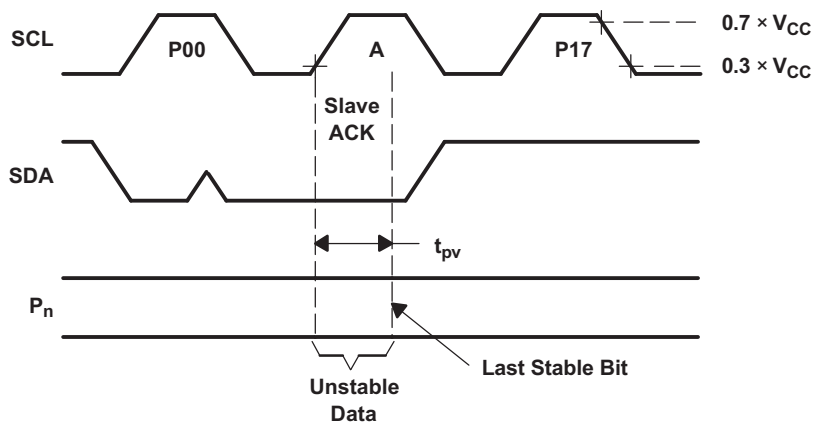 SCL
P00
A
P17
0.7 × VCC
0.3 × VCC
Slave
ACK
SDA
tpv
Pn
Last Stable Bit
Unstable
Data